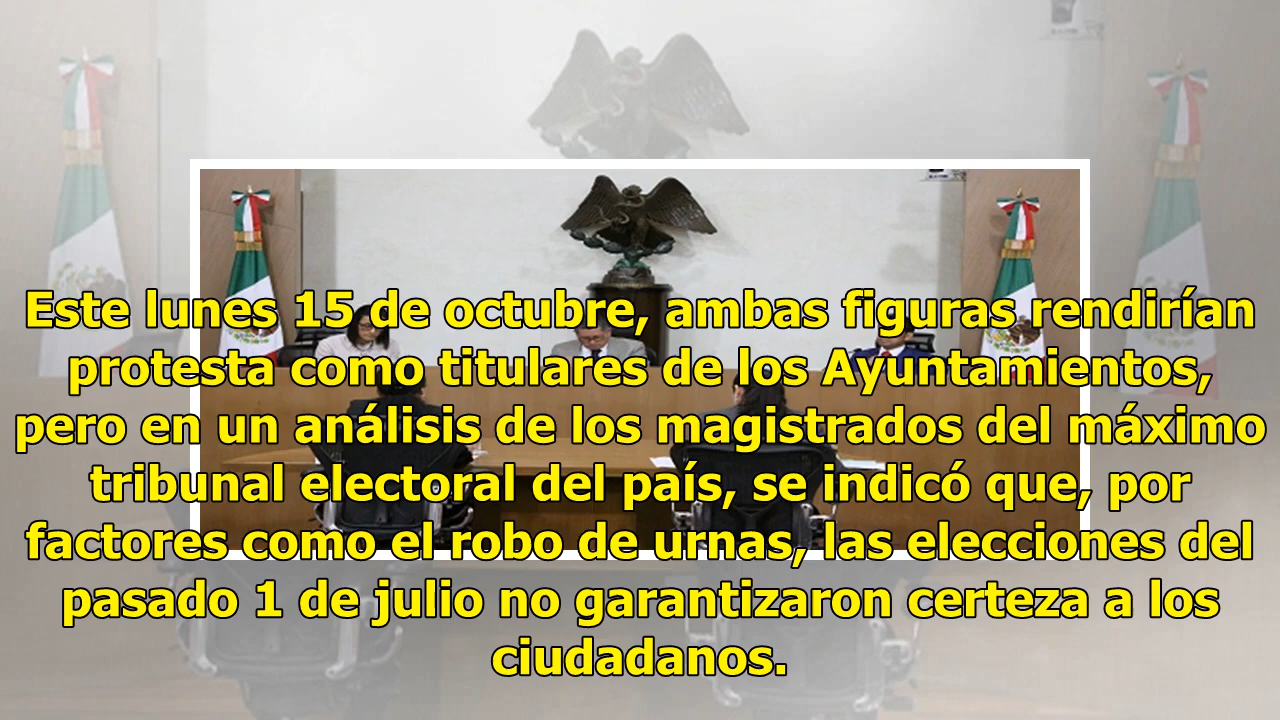 Este lunes 15 de octubre, ambas figuras rendirían
protesta como titulares de los Ayuntamientos,
pero en un análisis de los magistrados del máximo
tribunal electoral del país, se indicó que, por
factores como el robo de urnas, las elecciones del
pasado 1 de julio no garantizaron certeza a los
ciudadanos.